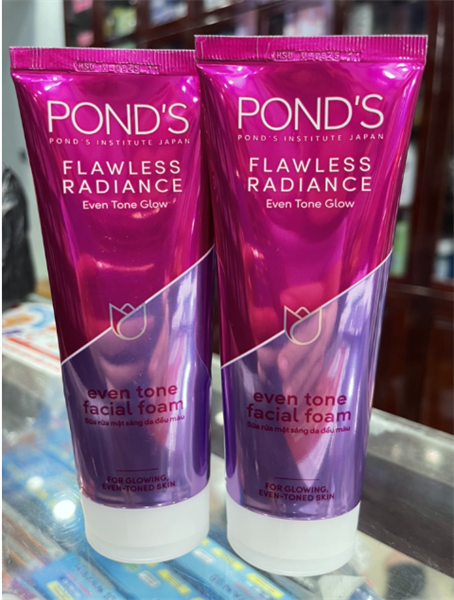 POND'S
POND'S INSTITUTE JAPAN
FLAWLESS
RADIANCE
Even Tone Glow
even tone
facial foam
Sữa rửa mặt sáng da đều màu
FOR GLOWING,
EVEN-TONED SKIN
POND'S
POND'S INSTITUTE JAPAN
FLAWLESS
RADIANCE
Even Tone Glow
even tone
facial foam
Sữa rửa mặt sáng da đều màu
FOR GLOWING,
EVEN-TONED SKIN